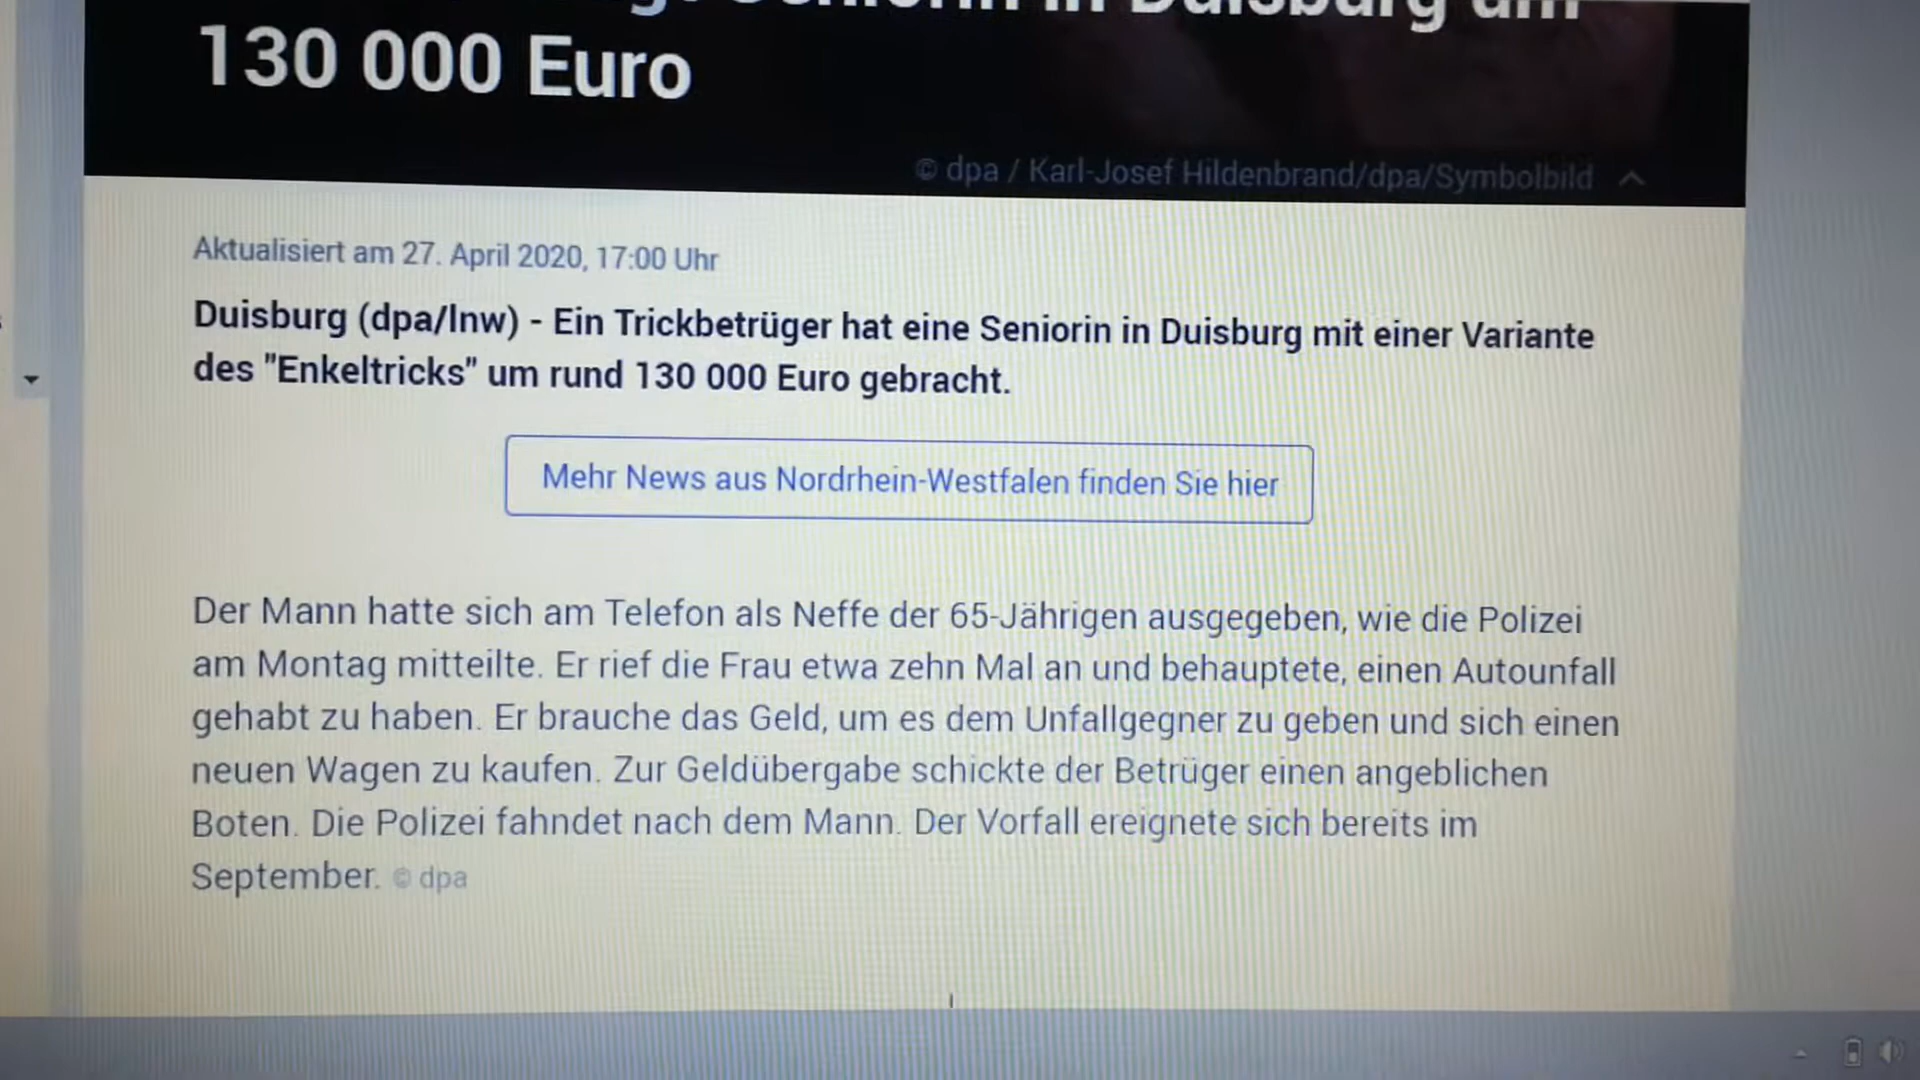 Seniorin in Duisburg um
130 000 Euro
© dpa / Karl-Josef Hildenbrand/dpa/Symbolbild
Aktualisiert am 27. April 2020, 17:00 Uhr
Duisburg (dpa/lnw) - Ein Trickbetrüger hat eine Seniorin in Duisburg mit einer Variante
des "Enkeltricks" um rund 130 000 Euro gebracht.
Mehr News aus Nordrhein-Westfalen finden Sie hier
Der Mann hatte sich am Telefon als Neffe der 65-Jährigen ausgegeben, wie die Polizei
am Montag mitteilte. Er rief die Frau etwa zehn Mal an und behauptete, einen Autounfall
gehabt zu haben. Er brauche das Geld, um es dem Unfallgegner zu geben und sich einen
neuen Wagen zu kaufen. Zur Geldübergabe schickte der Betrüger einen angeblichen
Boten. Die Polizei fahndet nach dem Mann. Der Vorfall ereignete sich bereits im
September. © dpa